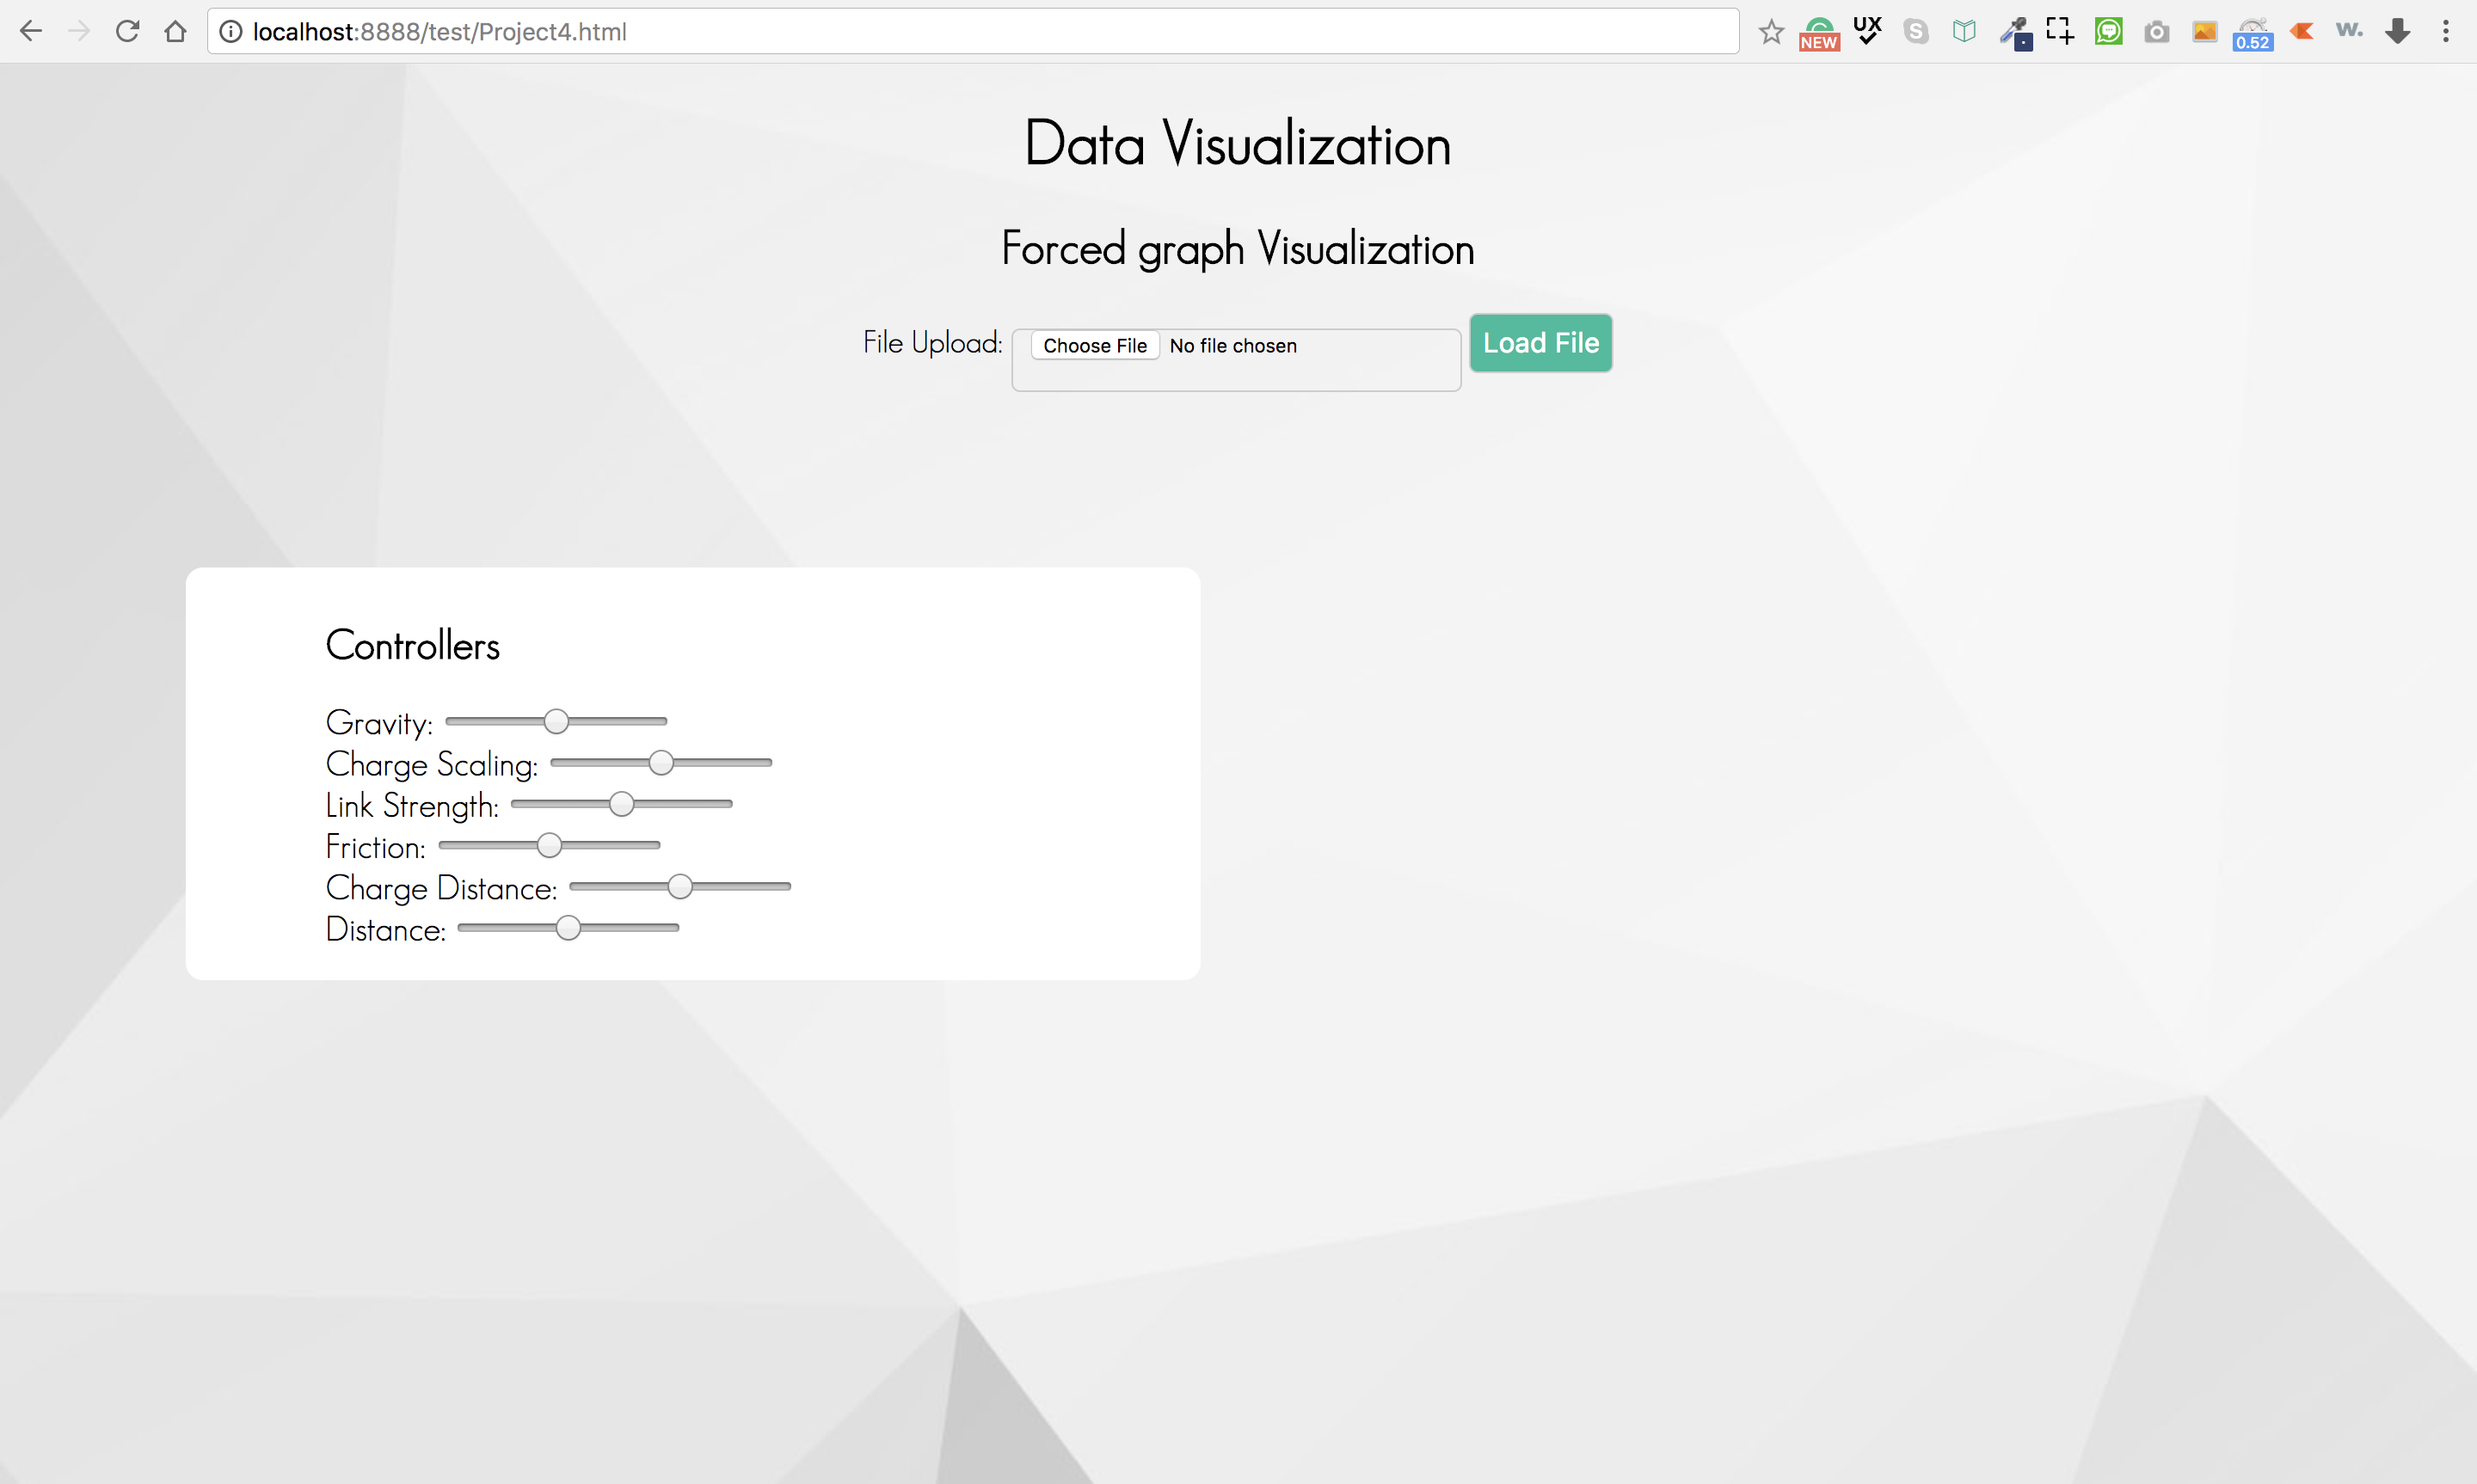 localhost:8888/test/Project4.html
NEW
UX
S
0.52
w.
Data Visualization
Forced graph Visualization
File Upload: Choose File No file chosen Load File
Controllers
Gravity:
Charge Scaling:
Link Strength:
Friction:
Charge Distance:
Distance: